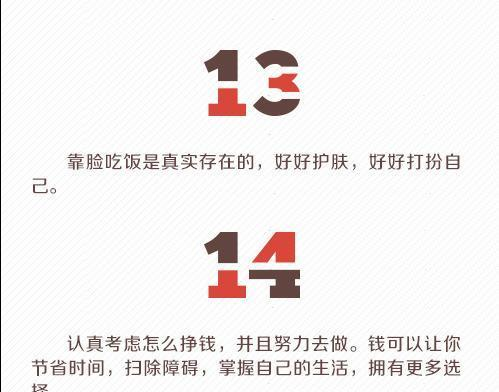 13
靠脸吃饭是真实存在的，好好护肤，好好打扮自
己。
14
认真考虑怎么挣钱，并且努力去做。钱可以让你
节省时间，扫除障碍，掌握自己的生活，拥有更多选
择